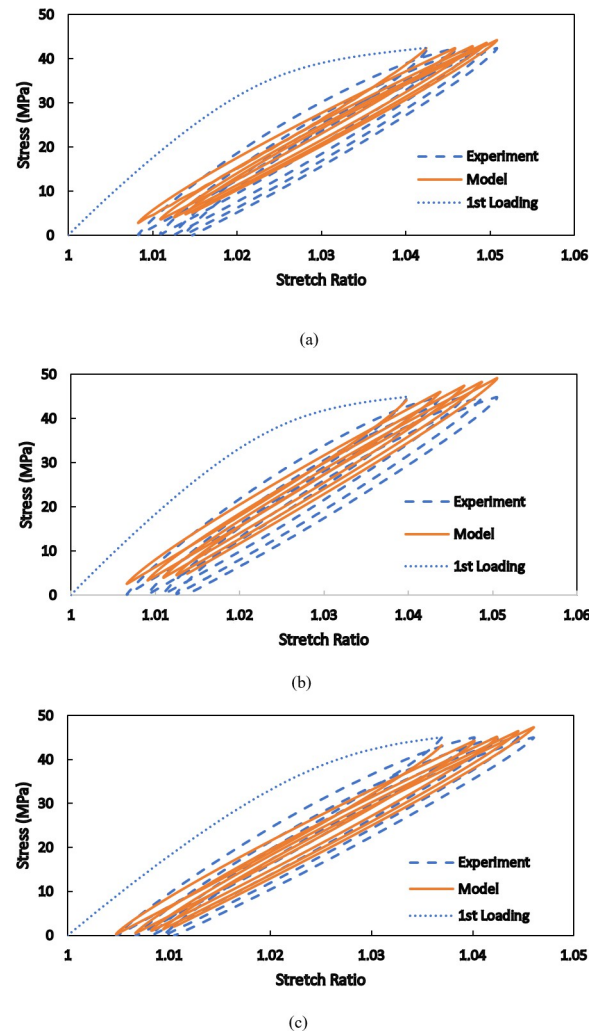 50
40
30
20
10
0
Stress (MPa)
Experiment
Model
1st Loading
1 1.01 1.02 1.03 1.04 1.05 1.06
Stretch Ratio
(a)
50
40
30
20
10
0
Stress (MPa)
Experiment
Model
1st Loading
1 1.01 1.02 1.03 1.04 1.05 1.06
Stretch Ratio
(b)
50
40
30
20
10
0
Stress (MPa)
Experiment
Model
1st Loading
1 1.01 1.02 1.03 1.04 1.05
Stretch Ratio
(c)